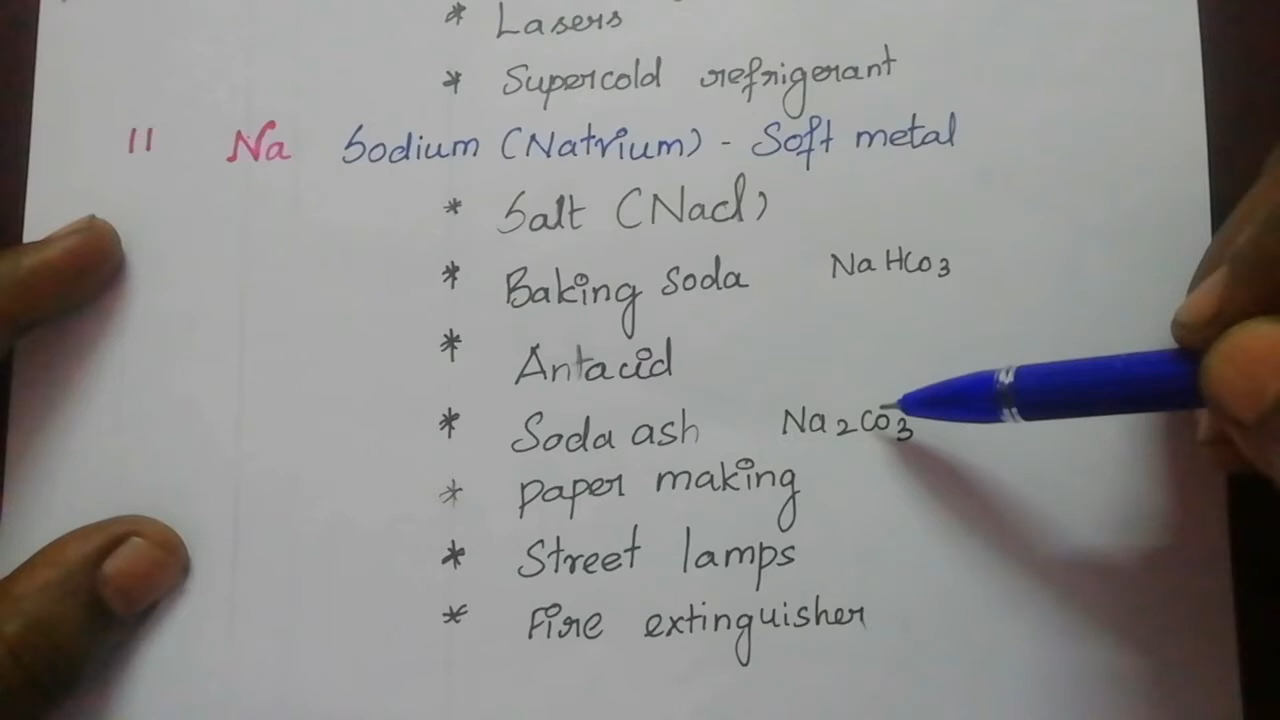 * Lasers
* Supercold refrigerant
11 Na Sodium (Natrium) - Soft metal
* Salt (Nacl)
* Baking Soda NaHCo3
* Antacid
* Soda ash Na2Co3
* paper making
* Street lamps
* Fire extinguisher